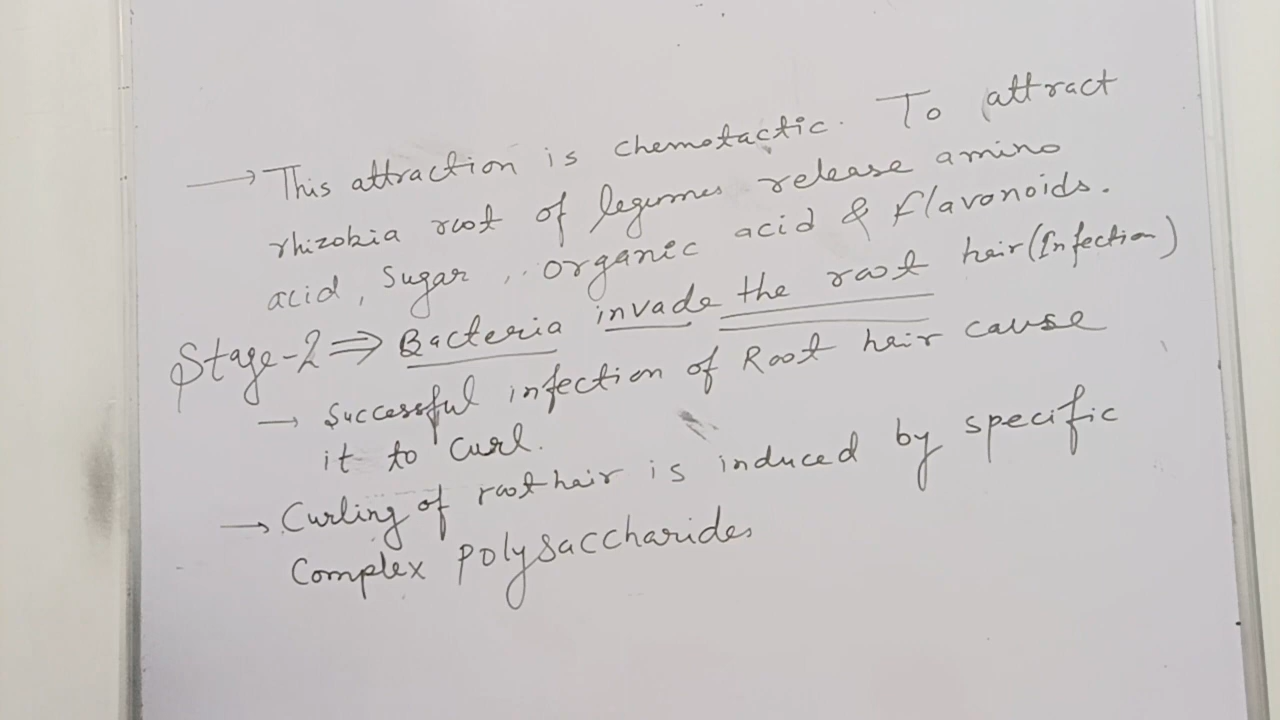 → This attraction is chemotactic. To attract
rhizobia root of legumes release amino
acid, sugar, organic acid & flavonoids.
Stage-2 ⇒ Bacteria invade the root hair (Infection)
→ Successful infection of Root hair cause
it to curl.
→ Curling of root hair is induced by specific
Complex polysaccharides